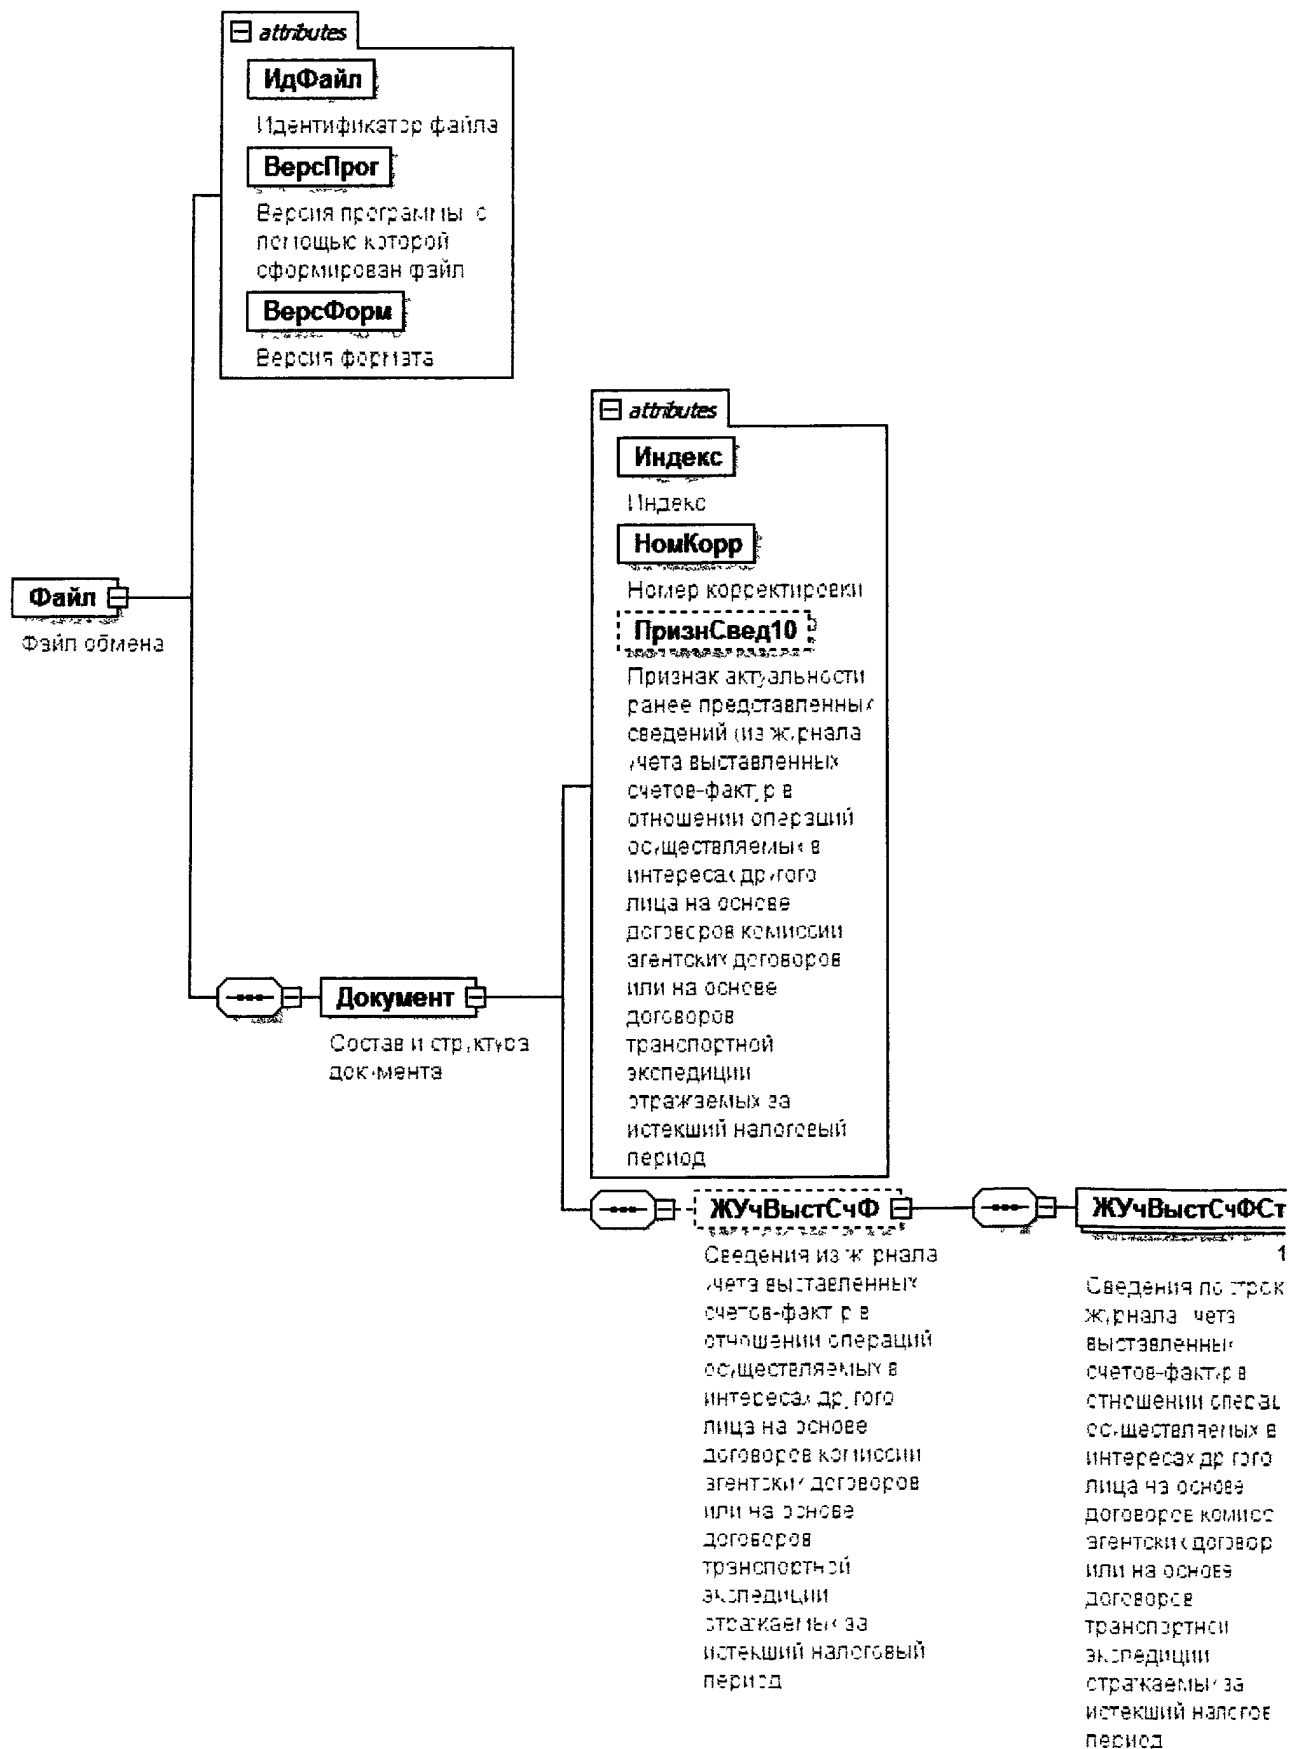 attributes
ИдФайл
Идентификатор файла
ВерсПрог
Версия программы с
помощью которой
сформирован файл
ВерсФорм
Версия формата
attributes
Индекс
Индекс
НомКорр
Номер корректировки
Файл
Файл обмена
ПризнСвед10
Признак актуальности
ранее представленных
сведений (из журнала
учета выставленных
счетов-фактур в
отношении операций
осуществляемых в
интересах другого
лица на основе
договоров комиссии
агентских договоров
или на основе
договоров
транспортной
экспедиции
отражаемых за
истекший налоговый
период
Документ
Состав и структура
документа
ЖУчВыстСчФ
Сведения из журнала
учета выставленных
счетов-фактур в
отношении операций
осуществляемых в
интересах другого
лица на основе
договоров комиссии
агентских договоров
или на основе
договоров
транспортной
экспедиции
отражаемых за
истекший налоговый
период
ЖУчВыстСчФСт
1
Сведения по строк
журнала учета
выставленных
счетов-фактур в
отношении операц
осуществляемых в
интересах другого
лица на основе
договоров комисс
агентских договор
или на основе
договоров
транспортной
экспедиции
отражаемых за
истекший налогов
период